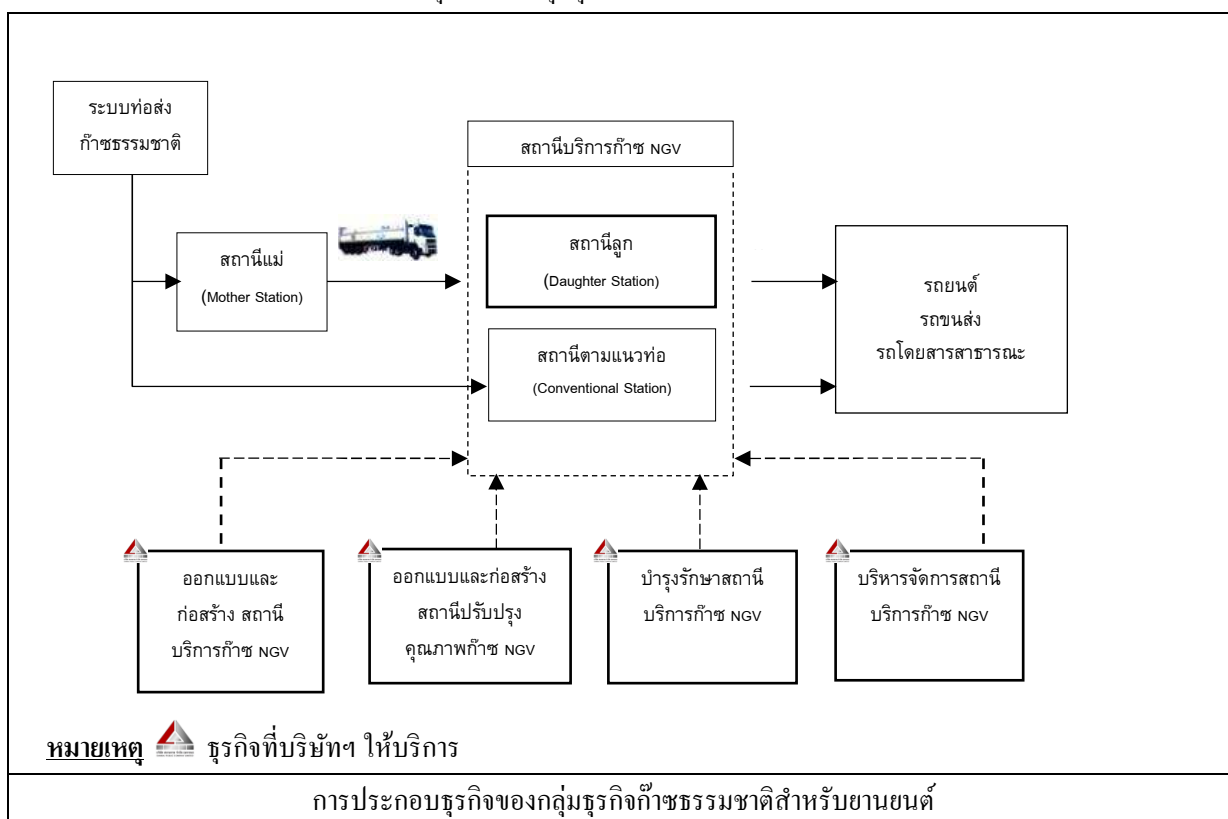 ระบบท่อส่ง
ก๊าซธรรมชาติ
สถานีบริการก๊าซ NGV
สถานีแม่
(Mother Station)
สถานีลูก
(Daughter Station)
สถานีตามแนวท่อ
(Conventional Station)
รถยนต์
รถขนส่ง
รถโดยสารสาธารณะ
ออกแบบและ
ก่อสร้าง สถานี
บริการก๊าซ NGV
ออกแบบและก่อสร้าง
สถานีปรับปรุง
คุณภาพก๊าซ NGV
บำรุงรักษาสถานี
บริการก๊าซ NGV
บริหารจัดการสถานี
บริการก๊าซ NGV
หมายเหตุ ธุรกิจที่บริษัทฯ ให้บริการ
การประกอบธุรกิจของกลุ่มธุรกิจก๊าซธรรมชาติสำหรับยานยนต์